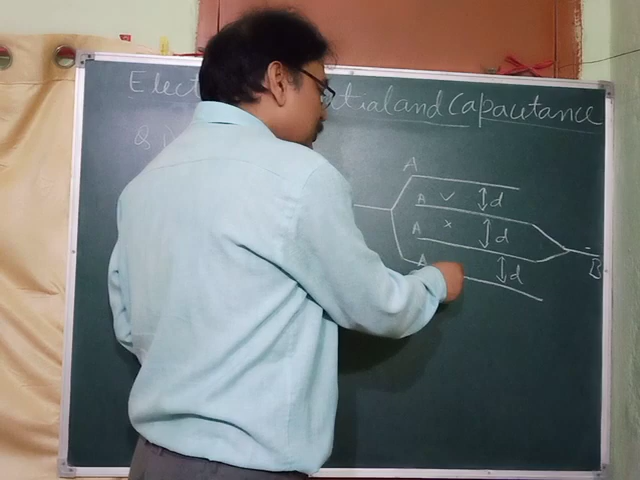 Elect tial and Capacitance
Q
A
A ✓ d
A × d
A d
-
B